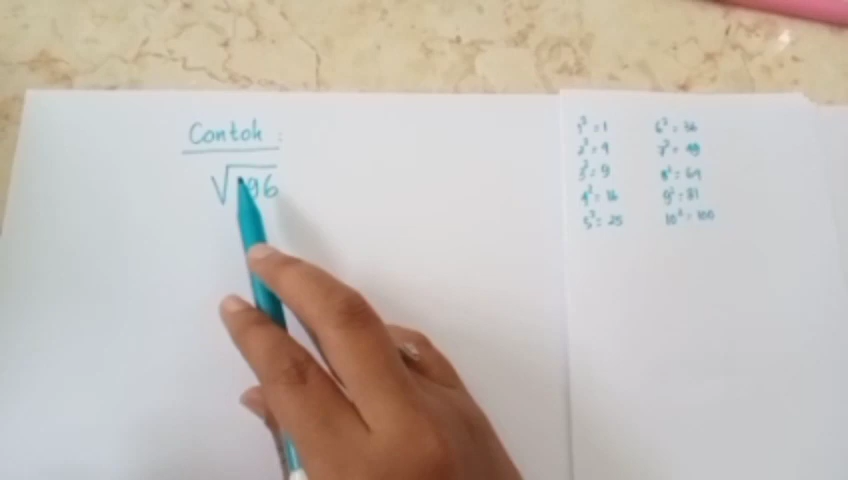 Contoh :
√96
1² = 1
2² = 4
3² = 9
4² = 16
5² = 25
6² = 36
7² = 49
8² = 64
9² = 81
10² = 100